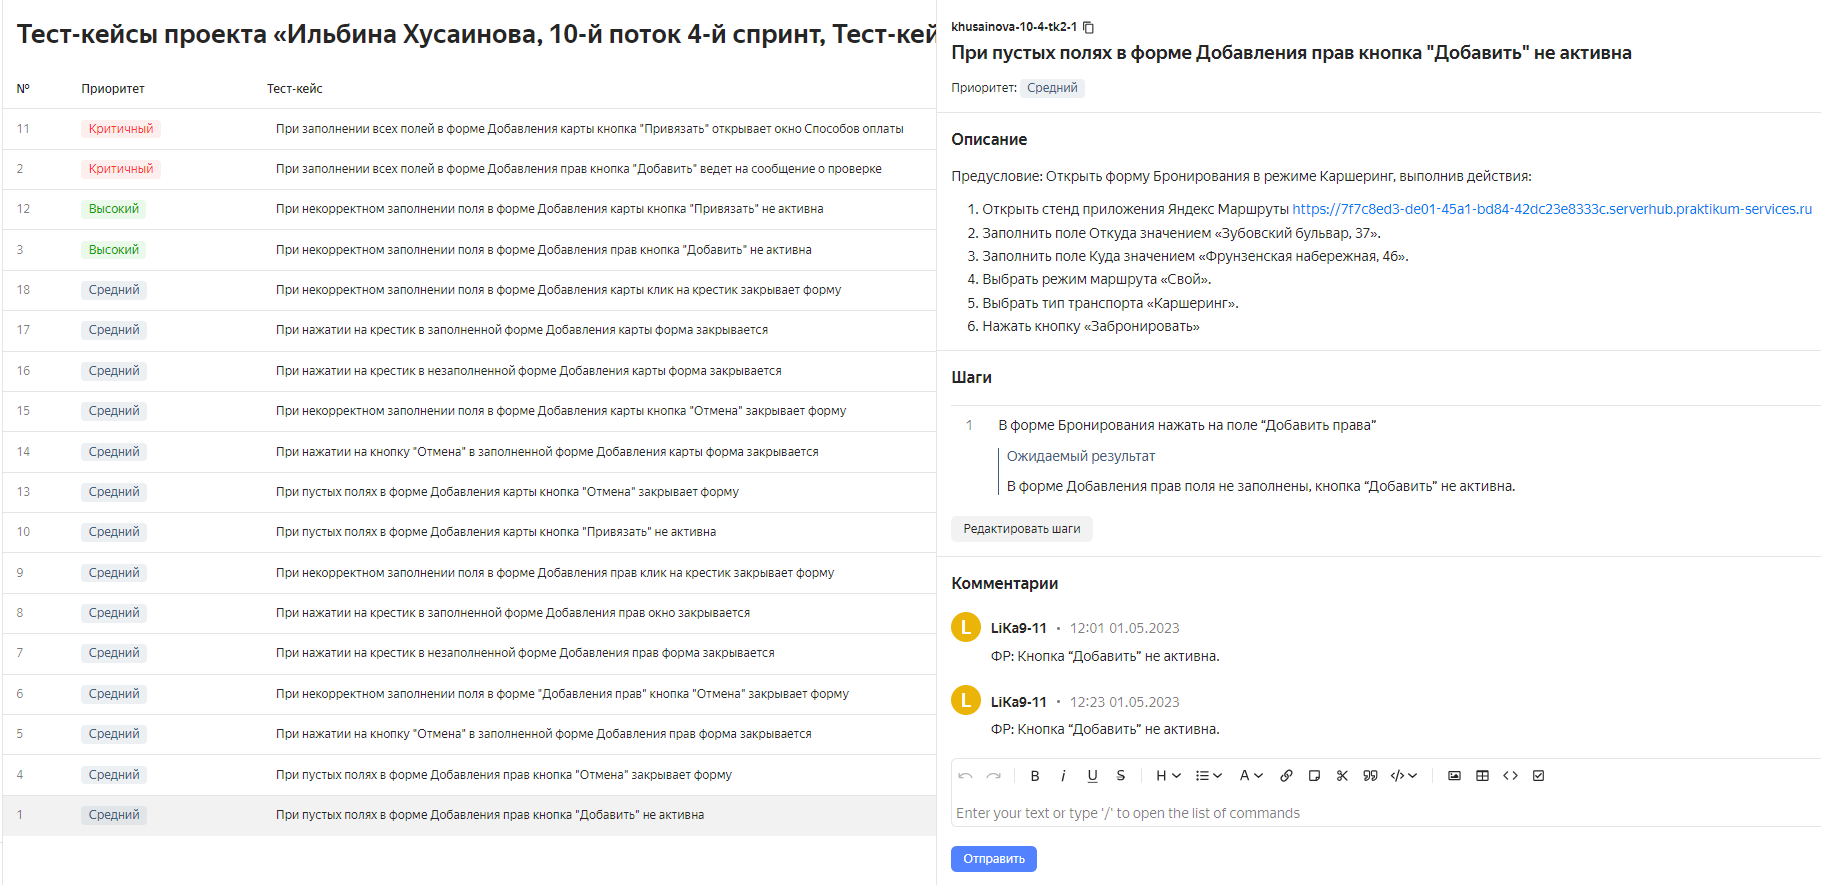 Тест-кейсы проекта «Ильбина Хусаинова, 10-й поток 4-й спринт, Тест-кей
№ Приоритет Тест-кейс
11 Критичный При заполнении всех полей в форме Добавления карты кнопка "Привязать" открывает окно Способов оплаты
2 Критичный При заполнении всех полей в форме Добавления прав кнопка "Добавить" ведет на сообщение о проверке
12 Высокий При некорректном заполнении поля в форме Добавления карты кнопка "Привязать" не активна
3 Высокий При некорректном заполнении поля в форме Добавления прав кнопка "Добавить" не активна
18 Средний При некорректном заполнении поля в форме Добавления карты клик на крестик закрывает форму
17 Средний При нажатии на крестик в заполненной форме Добавления карты форма закрывается
16 Средний При нажатии на крестик в незаполненной форме Добавления карты форма закрывается
15 Средний При некорректном заполнении поля в форме Добавления карты кнопка "Отмена" закрывает форму
14 Средний При нажатии на кнопку "Отмена" в заполненной форме Добавления карты форма закрывается
13 Средний При пустых полях в форме Добавления карты кнопка "Отмена" закрывает форму
10 Средний При пустых полях в форме Добавления карты кнопка "Привязать" не активна
9 Средний При некорректном заполнении поля в форме Добавления прав клик на крестик закрывает форму
8 Средний При нажатии на крестик в заполненной форме Добавления прав окно закрывается
7 Средний При нажатии на крестик в незаполненной форме Добавления прав форма закрывается
6 Средний При некорректном заполнении поля в форме "Добавления прав" кнопка "Отмена" закрывает форму
5 Средний При нажатии на кнопку "Отмена" в заполненной форме Добавления прав форма закрывается
4 Средний При пустых полях в форме Добавления прав кнопка "Отмена" закрывает форму
1 Средний При пустых полях в форме Добавления прав кнопка "Добавить" не активна
khusainova-10-4-tk2-1
При пустых полях в форме Добавления прав кнопка "Добавить" не активна
Приоритет: Средний
Описание
Предусловие: Открыть форму Бронирования в режиме Каршеринг, выполнив действия:
1. Открыть стенд приложения Яндекс Маршруты https://7f7c8ed3-de01-45a1-bd84-42dc23e8333c.serverhub.praktikum-services.ru
2. Заполнить поле Откуда значением «Зубовский бульвар, 37».
3. Заполнить поле Куда значением «Фрунзенская набережная, 46».
4. Выбрать режим маршрута «Свой».
5. Выбрать тип транспорта «Каршеринг».
6. Нажать кнопку «Забронировать»
Шаги
1 В форме Бронирования нажать на поле “Добавить права”
Ожидаемый результат
В форме Добавления прав поля не заполнены, кнопка “Добавить” не активна.
Редактировать шаги
Комментарии
L LiKa9-11 • 12:01 01.05.2023
ФР: Кнопка “Добавить” не активна.
L LiKa9-11 • 12:23 01.05.2023
ФР: Кнопка “Добавить” не активна.
B i U S H A
Enter your text or type '/' to open the list of commands
Отправить